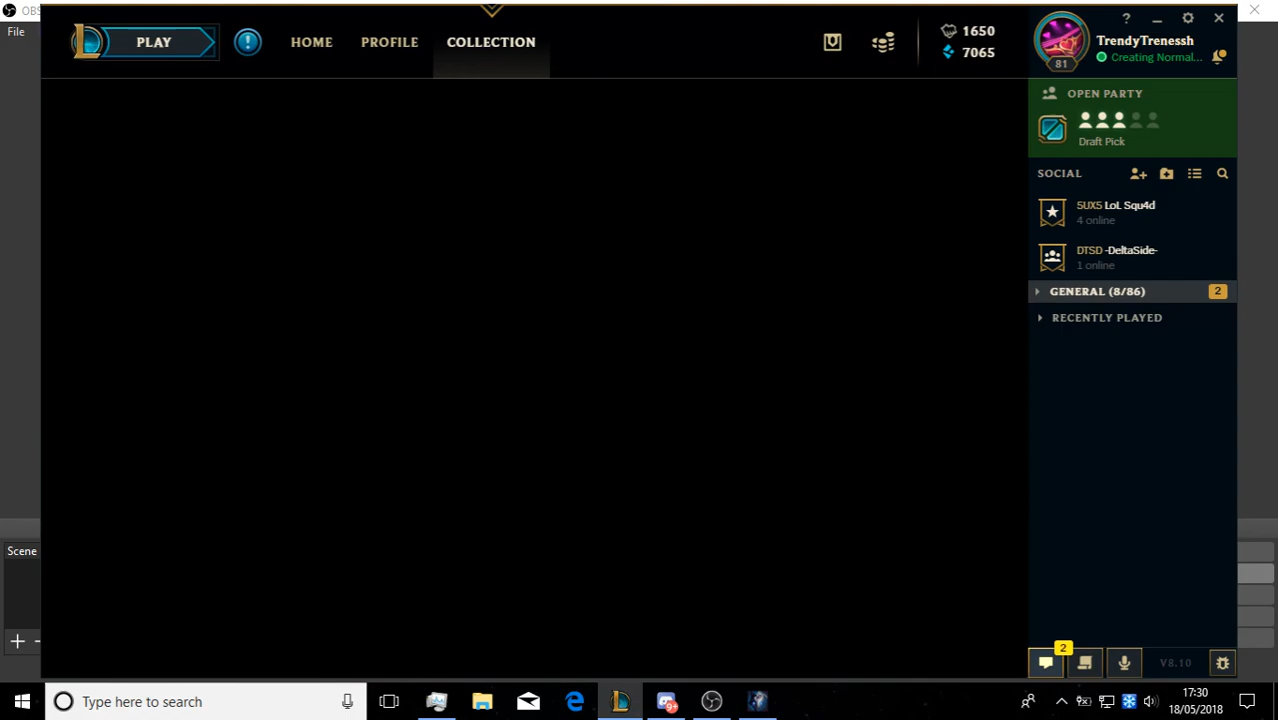 OBS
File
PLAY
HOME
PROFILE
COLLECTION
1650
7065
81
TrendyTrenessh
Creating Normal...
OPEN PARTY
Draft Pick
SOCIAL
5UX5 LoL Squ4d
4 online
DTSD -DeltaSide-
1 online
GENERAL (8/86)
2
RECENTLY PLAYED
Scene
2
V8.10
Type here to search
9+
17:30
18/05/2018